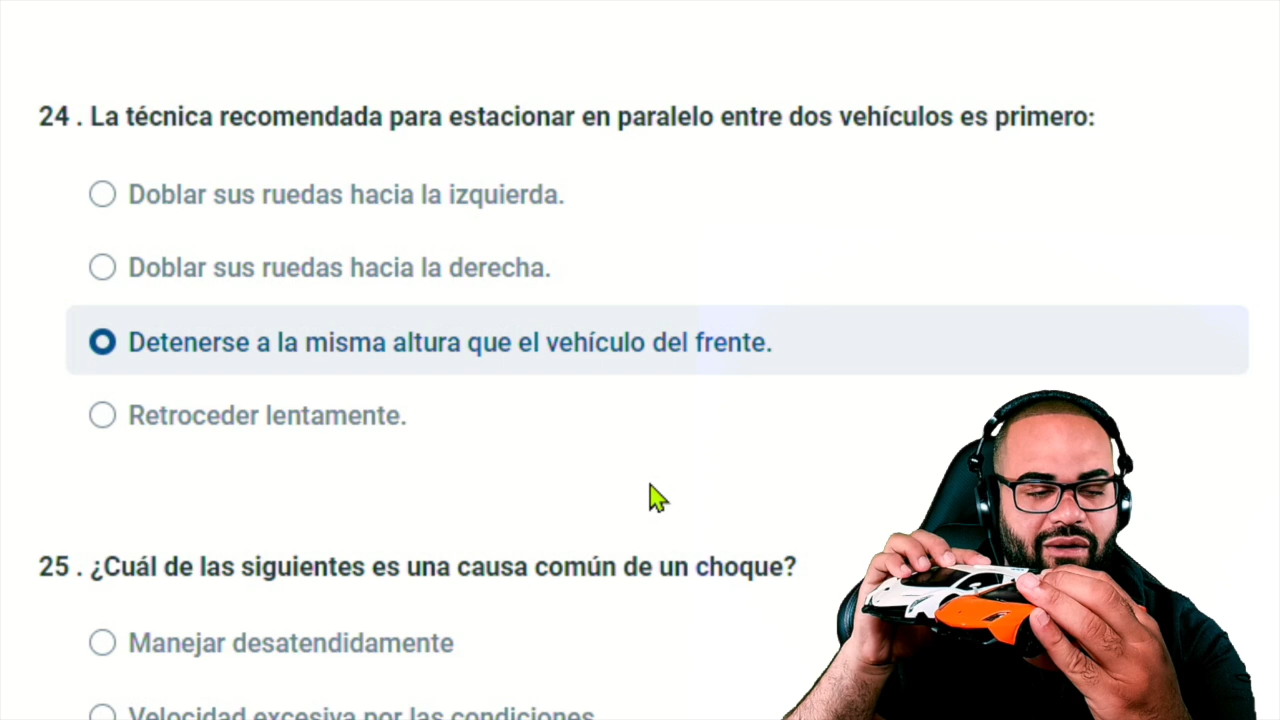 24 . La técnica recomendada para estacionar en paralelo entre dos vehículos es primero:
Doblar sus ruedas hacia la izquierda.
Doblar sus ruedas hacia la derecha.
Detenerse a la misma altura que el vehículo del frente.
Retroceder lentamente.
25 . ¿Cuál de las siguientes es una causa común de un choque?
Manejar desatendidamente
Velocidad excesiva por las condiciones